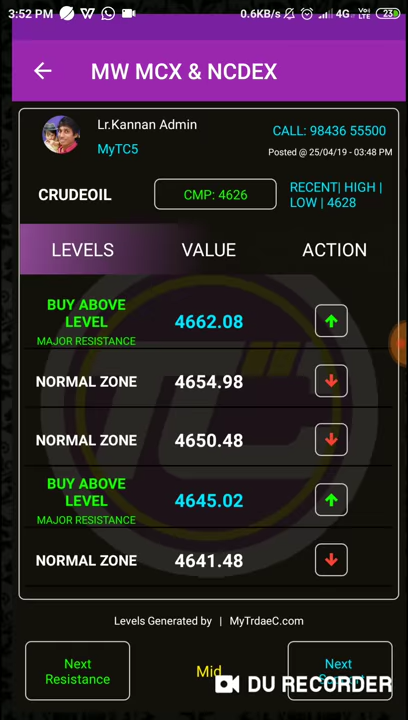 3:52 PM
0.6KB/s
4G
VoLTE
23
MW MCX & NCDEX
Lr.Kannan Admin
MyTC5
CALL: 98436 55500
Posted @ 25/04/19 - 03:48 PM
CRUDEOIL
CMP: 4626
RECENT| HIGH |
LOW | 4628
LEVELS VALUE ACTION
BUY ABOVE
LEVEL
MAJOR RESISTANCE
4662.08
NORMAL ZONE 4654.98
NORMAL ZONE 4650.48
BUY ABOVE
LEVEL
MAJOR RESISTANCE
4645.02
NORMAL ZONE 4641.48
Levels Generated by | MyTrdaeC.com
Next
Resistance
Mid
Next
DU RECORDER